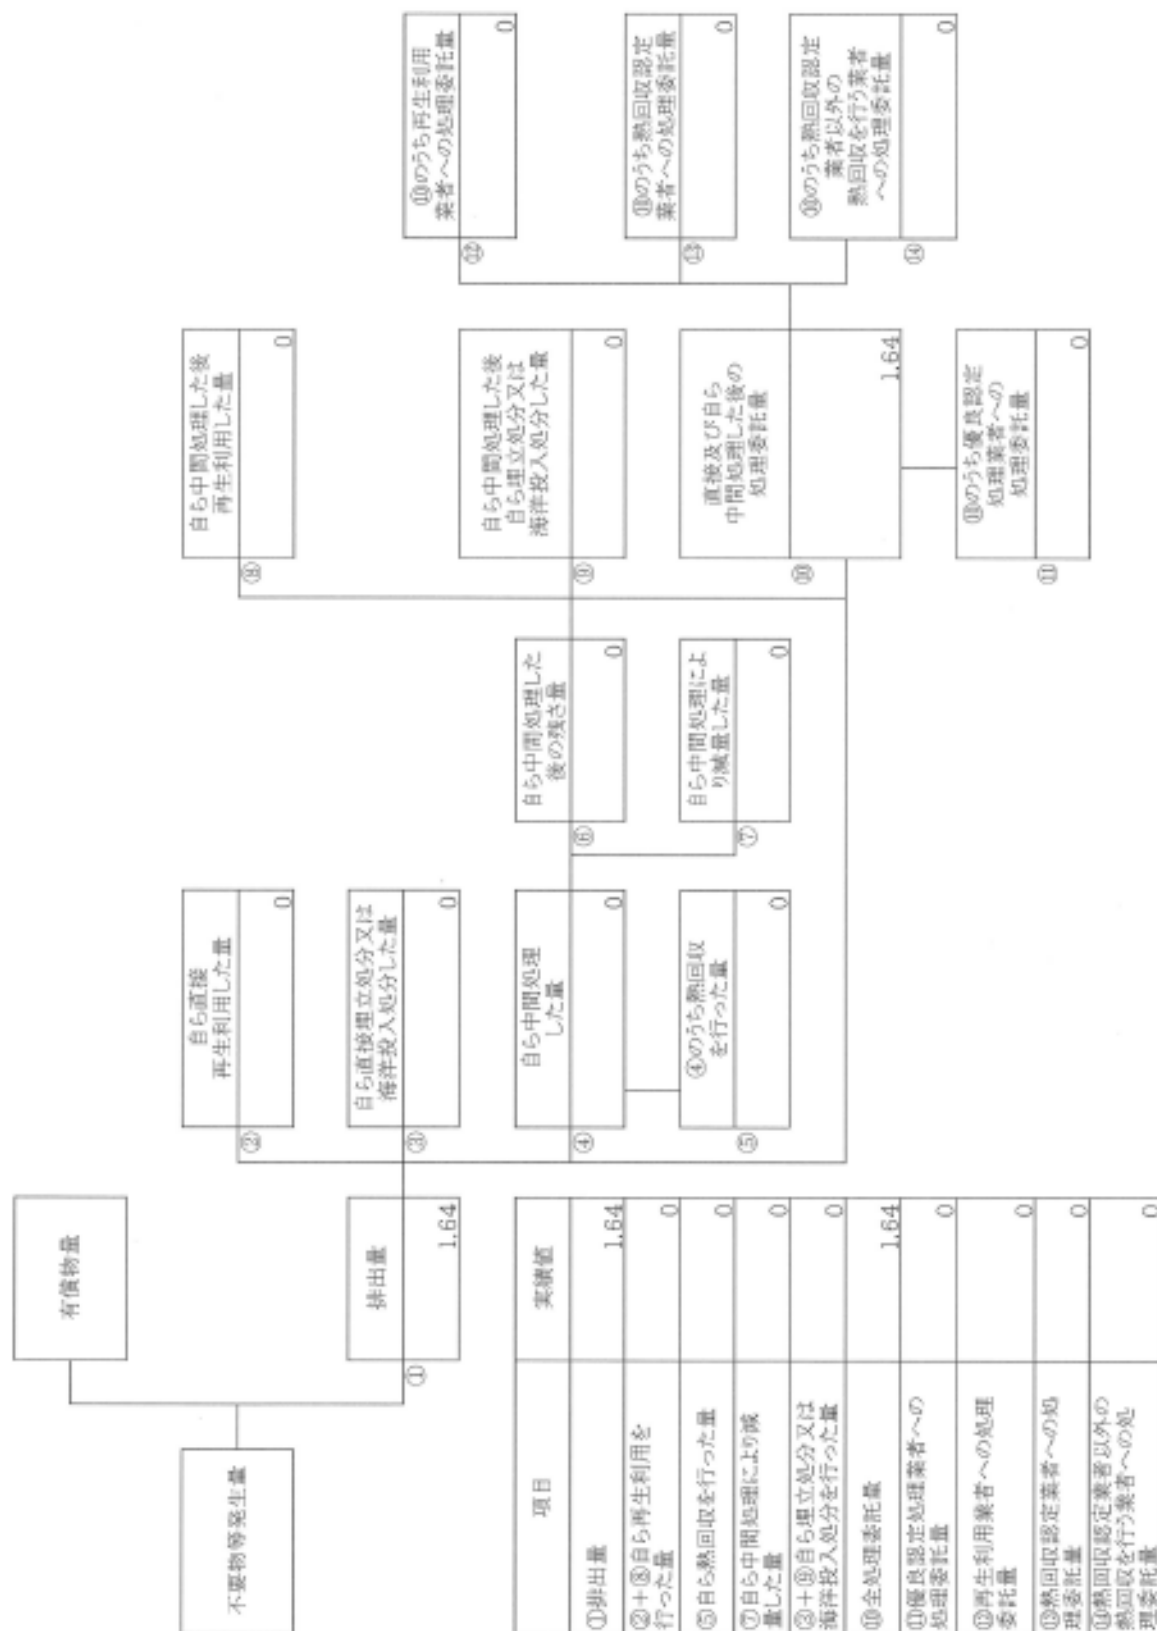 不要物等発生量
有償物量
排出量
①
1.64
②
自ら直接
再生利用した量
0
③
自ら直接埋立処分又は
海洋投入処分した量
0
④
自ら中間処理
した量
0
⑤
④のうち熱回収
を行った量
0
⑥
自ら中間処理した
後の残さ量
0
⑦
自ら中間処理によ
り減量した量
0
⑧
自ら中間処理した後
再生利用した量
0
⑨
自ら中間処理した後
自ら埋立処分又は
海洋投入処分した量
0
⑩
直接及び自ら
中間処理した後の
処理委託量
1.64
⑪
⑩のうち優良認定
処理業者への
処理委託量
0
⑫
⑩のうち再生利用
業者への処理委託量
0
⑬
⑩のうち熱回収認定
業者への処理委託量
0
⑭
⑩のうち熱回収認定
業者以外の
熱回収を行う業者
への処理委託量
0
項目 実績値
①排出量 1.64
②+⑧自ら再生利用を
行った量 0
⑤自ら熱回収を行った量 0
⑦自ら中間処理により減
量した量 0
③+⑨自ら埋立処分又は
海洋投入処分を行った量 0
⑩全処理委託量 1.64
⑪優良認定処理業者への
処理委託量 0
⑫再生利用業者への処理
委託量 0
⑬熱回収認定業者への処
理委託量 0
⑭熱回収認定業者以外の
熱回収を行う業者への処
理委託量 0